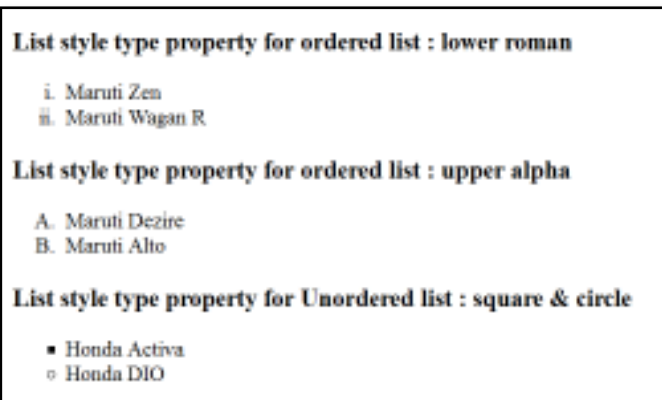 List style type property for ordered list : lower roman
i. Maruti Zen
ii. Maruti Wagan R
List style type property for ordered list : upper alpha
A. Maruti Dezire
B. Maruti Alto
List style type property for Unordered list : square & circle
▪ Honda Activa
◦ Honda DIO